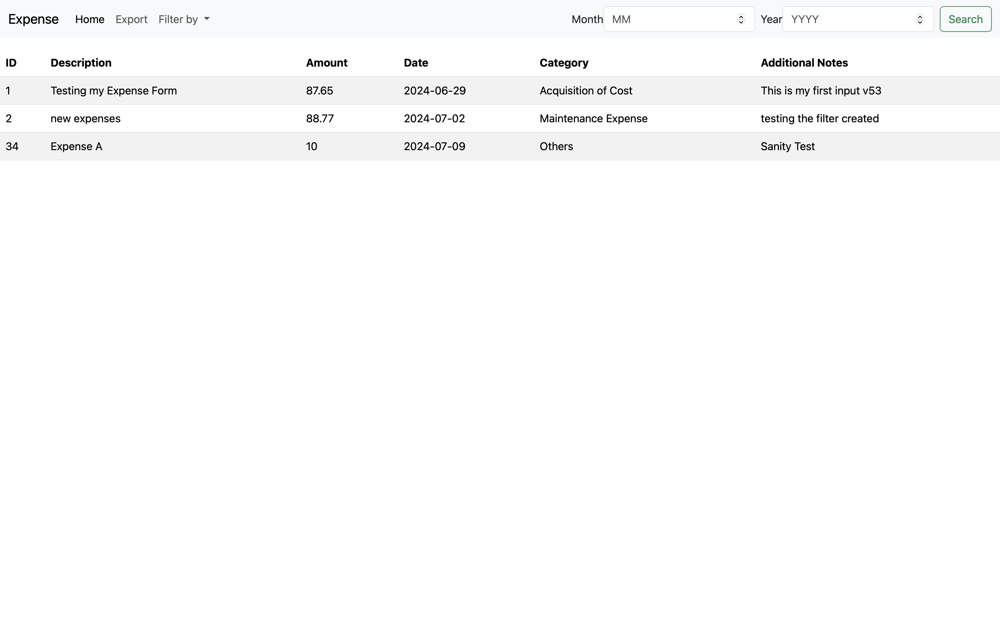 Expense Home Export Filter by Month MM Year YYYY Search
ID Description Amount Date Category Additional Notes
1 Testing my Expense Form 87.65 2024-06-29 Acquisition of Cost This is my first input v53
2 new expenses 88.77 2024-07-02 Maintenance Expense testing the filter created
34 Expense A 10 2024-07-09 Others Sanity Test